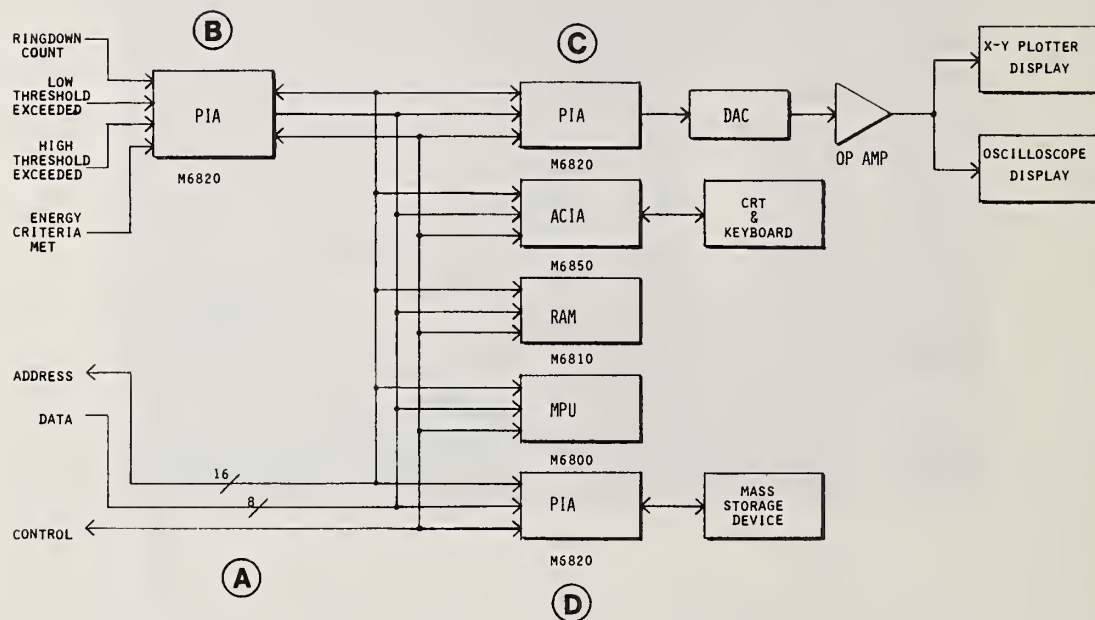 B
C
RINGDOWN
COUNT
LOW
THRESHOLD
EXCEEDED
HIGH
THRESHOLD
EXCEEDED
ENERGY
CRITERIA
MET
PIA
M6820
PIA
M6820
DAC
OP AMP
X-Y PLOTTER
DISPLAY
OSCILLOSCOPE
DISPLAY
ACIA
M6850
CRT
&
KEYBOARD
RAM
M6810
MPU
M6800
ADDRESS
DATA
CONTROL
16
8
PIA
M6820
MASS
STORAGE
DEVICE
A
D